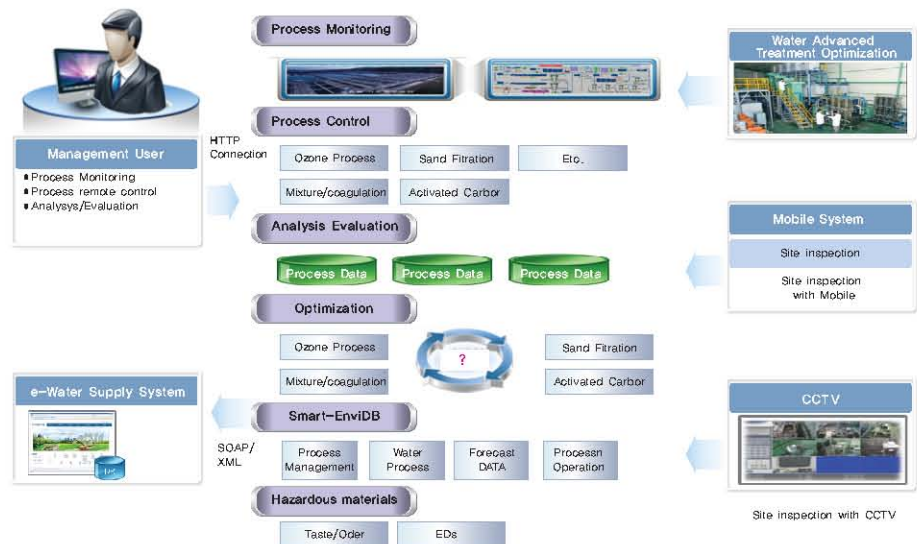 Process Monitoring
Water Advanced
Treatment Optimization
Process Control
HTTP
Connection
Management User
Process Monitoring
Process remote control
Analysys/Evaluation
Ozone Process
Sand Filtration
Etc.
Mixture/coagulation
Activated Carbor
Analysis Evaluation
Mobile System
Site inspection
Site inspection
with Mobile
Process Data
Process Data
Process Data
Optimization
Ozone Process
?
Sand Fitration
Mixture/coagulation
Activated Carbor
e-Water Supply System
Smart-EnviDB
CCTV
SOAP/
XML
Process
Management
Water
Process
Forecast
DATA
Processn
Operation
Hazardous materials
Site inspection with CCTV
Taste/Oder
EDs